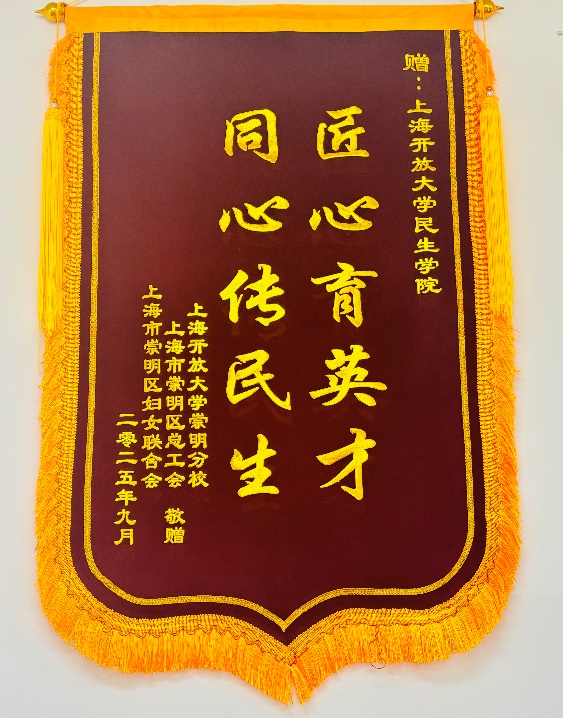 赠：上海开放大学民生学院
匠心育英才
同心传民生
上海开放大学崇明分校
上海市崇明区总工会 敬赠
上海市崇明区妇女联合会
二零二五年九月